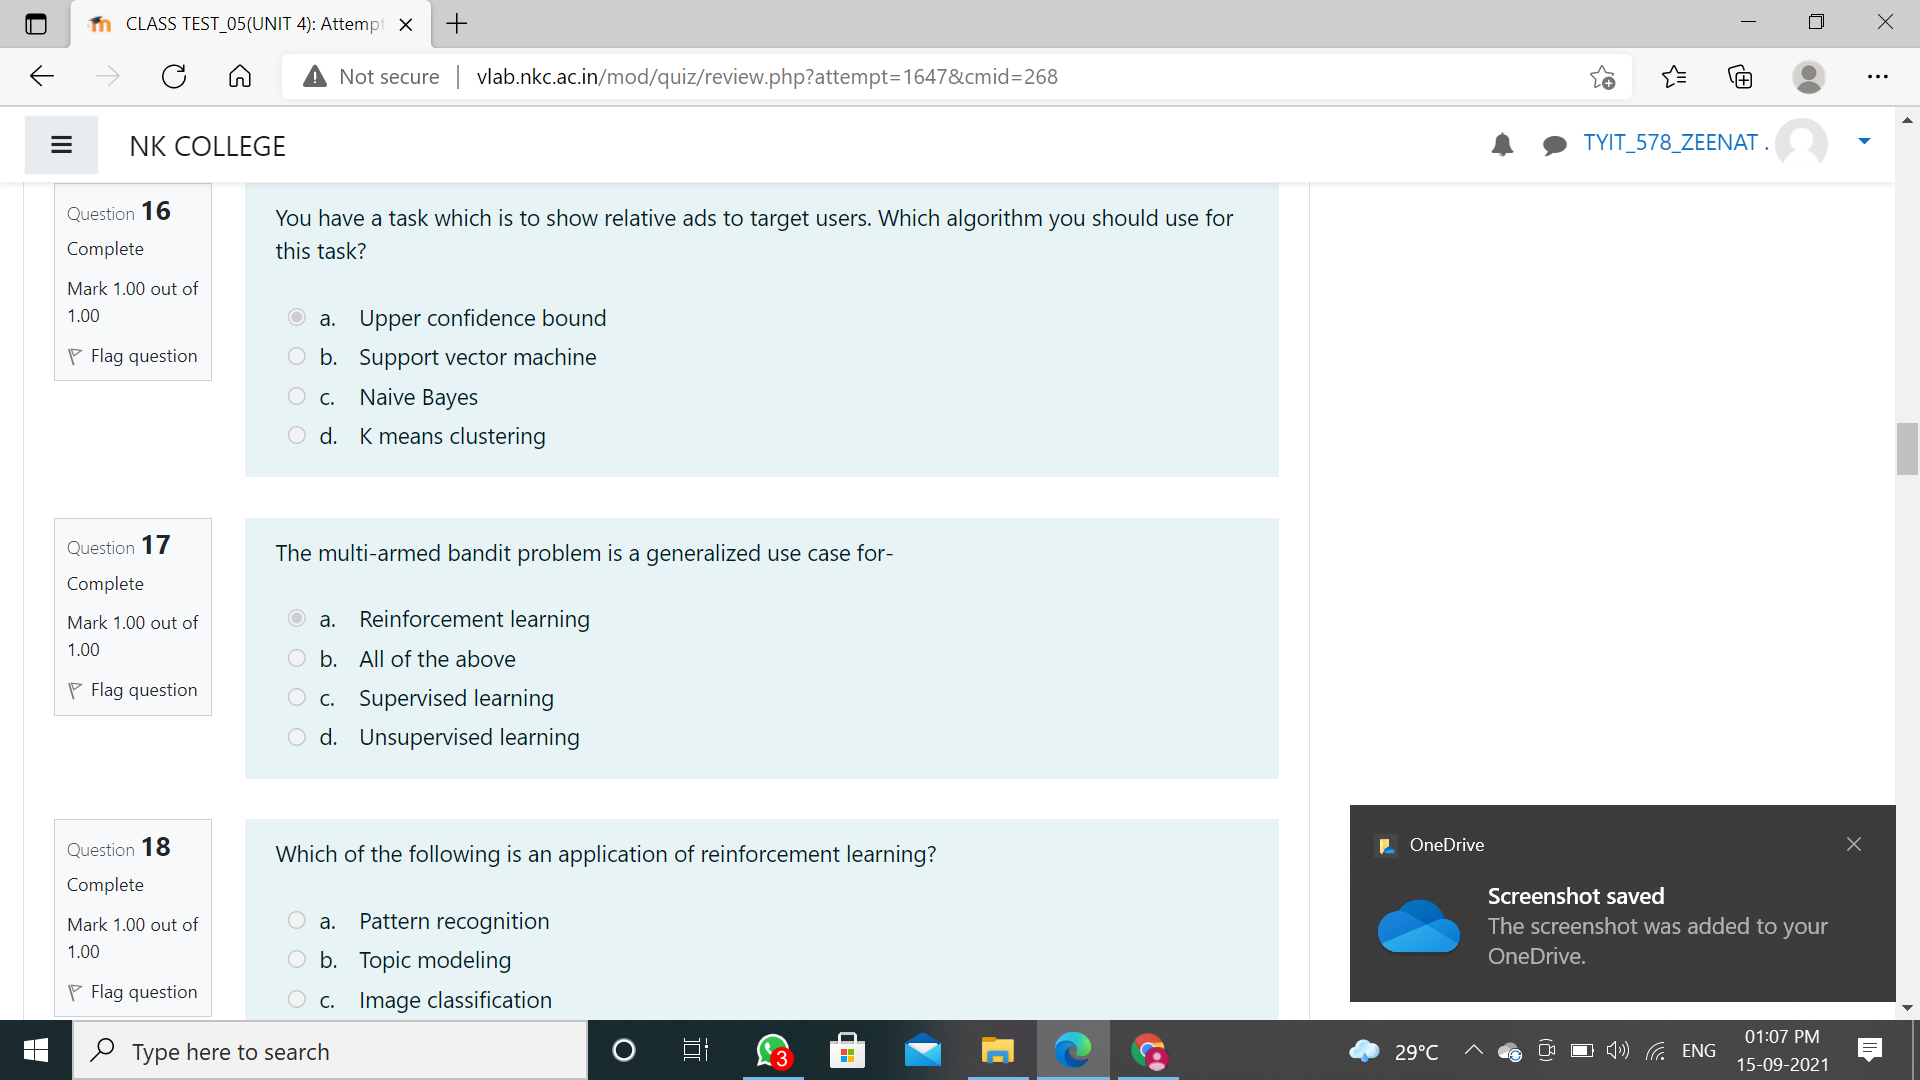 CLASS TEST_05(UNIT 4): Attempt
Not secure
vlab.nkc.ac.in/mod/quiz/review.php?attempt=1647&cmid=268
NK COLLEGE
TYIT_578_ZEENAT .
Question 16
Complete
Mark 1.00 out of
1.00
Flag question
You have a task which is to show relative ads to target users. Which algorithm you should use for
this task?
a. Upper confidence bound
b. Support vector machine
c. Naive Bayes
d. K means clustering
Question 17
Complete
Mark 1.00 out of
1.00
Flag question
The multi-armed bandit problem is a generalized use case for-
a. Reinforcement learning
b. All of the above
c. Supervised learning
d. Unsupervised learning
Question 18
Complete
Mark 1.00 out of
1.00
Flag question
Which of the following is an application of reinforcement learning?
a. Pattern recognition
b. Topic modeling
c. Image classification
OneDrive
Screenshot saved
The screenshot was added to your
OneDrive.
Type here to search
3
29°C
ENG
01:07 PM
15-09-2021